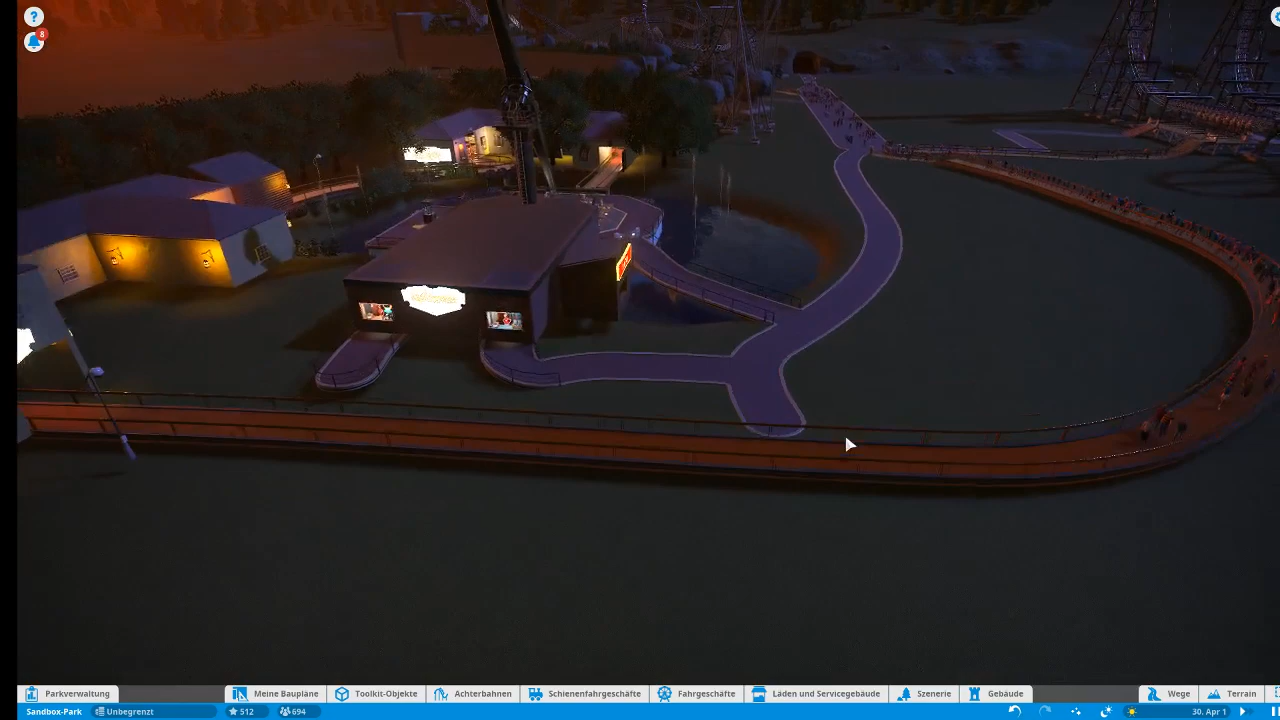 ?
8
Parkverwaltung
Meine Baupläne
Toolkit-Objekte
Achterbahnen
Schienenfahrgeschäfte
Fahrgeschäfte
Läden und Servicegebäude
Szenerie
Gebäude
Wege
Terrain
Sandbox-Park
Unbegrenzt
512
694
30. Apr 1